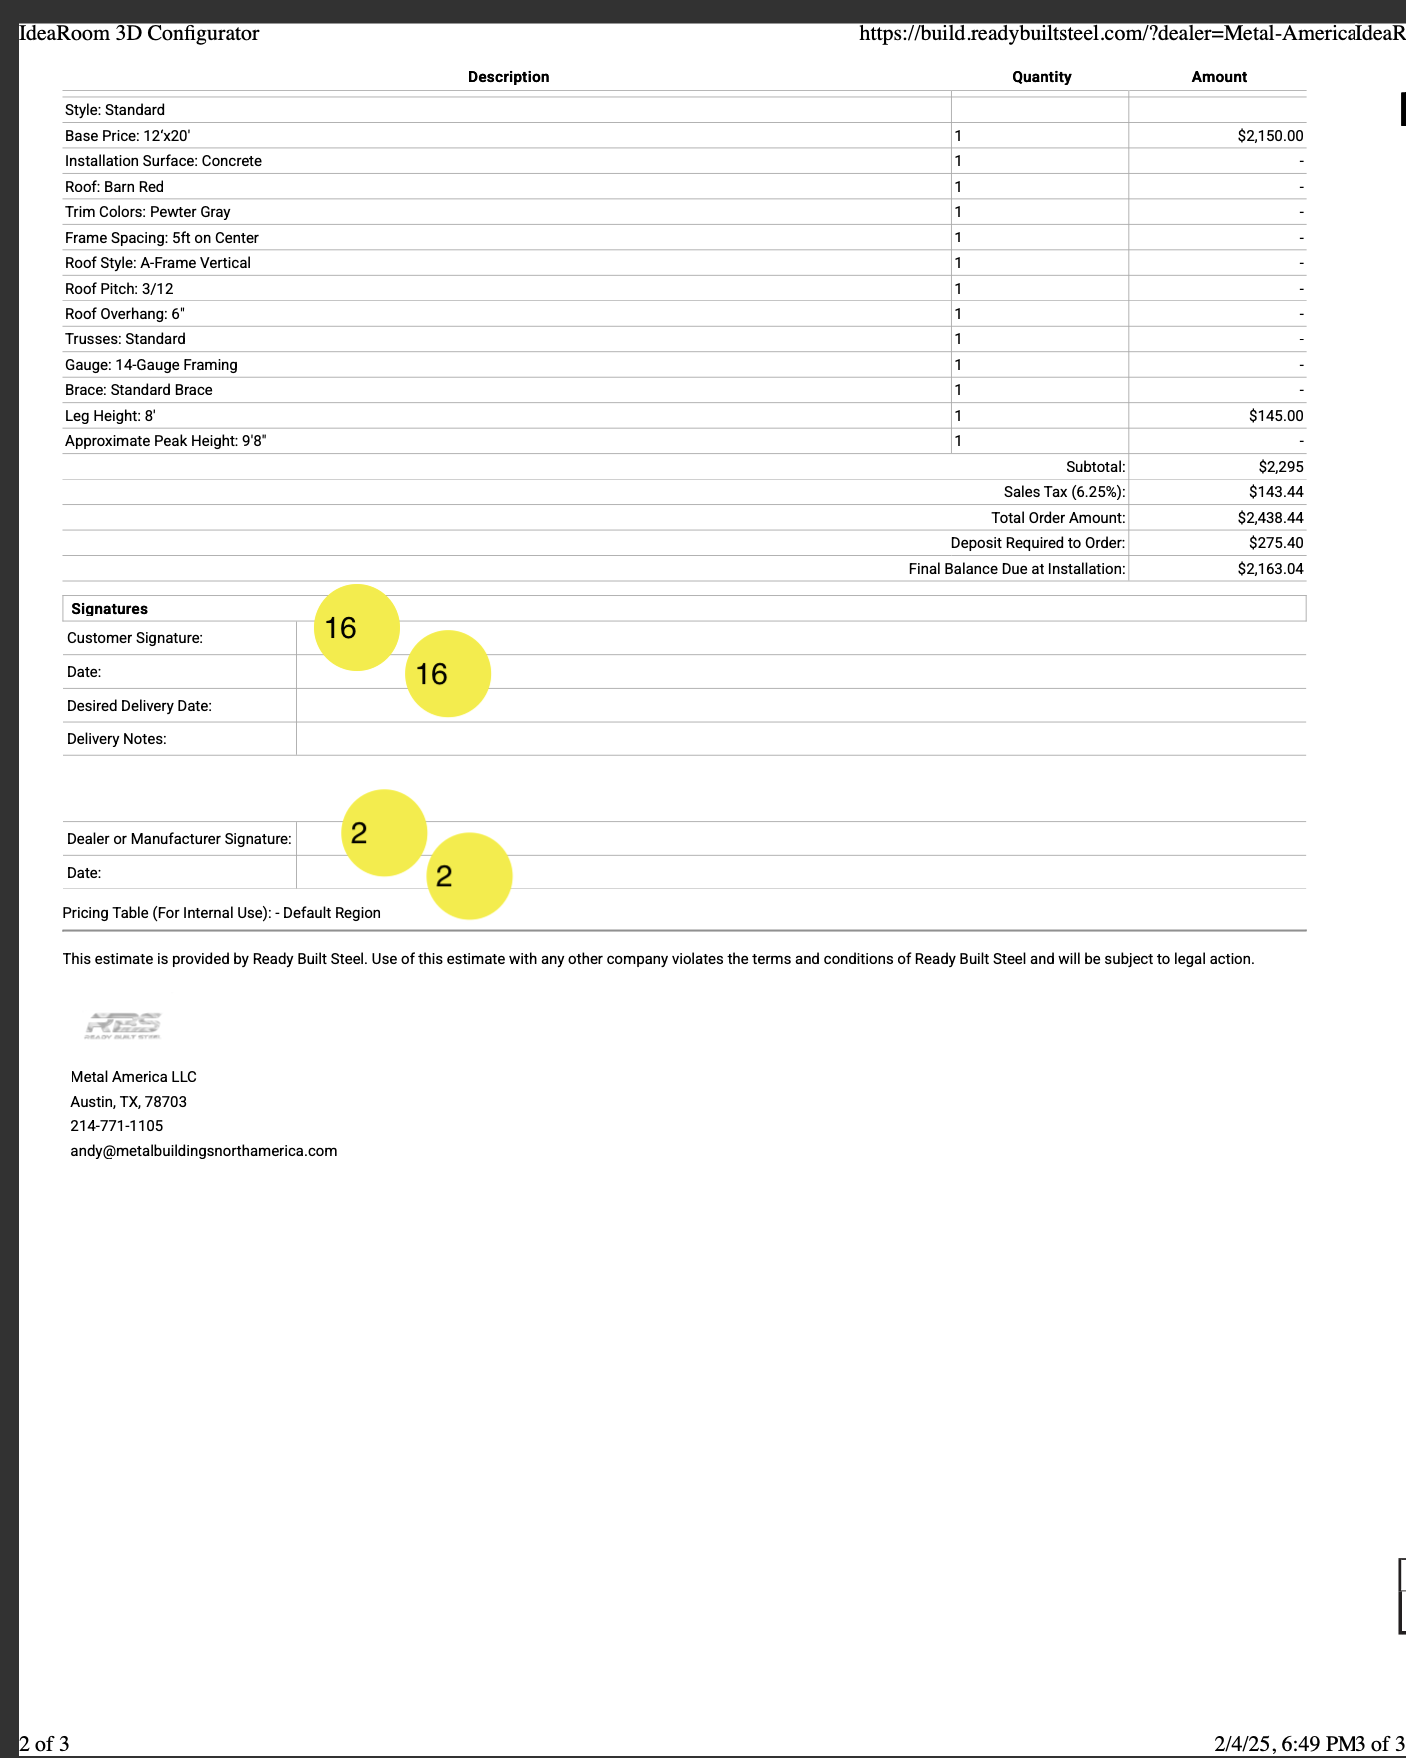 IdeaRoom 3D Configurator https://build.readybuiltsteel.com/?dealer=Metal-AmericaIdeaR
Description Quantity Amount
Style: Standard
Base Price: 12'x20' 1 $2,150.00
Installation Surface: Concrete 1 -
Roof: Barn Red 1 -
Trim Colors: Pewter Gray 1 -
Frame Spacing: 5ft on Center 1 -
Roof Style: A-Frame Vertical 1 -
Roof Pitch: 3/12 1 -
Roof Overhang: 6" 1 -
Trusses: Standard 1 -
Gauge: 14-Gauge Framing 1 -
Brace: Standard Brace 1 -
Leg Height: 8' 1 $145.00
Approximate Peak Height: 9'8" 1 -
Subtotal: $2,295
Sales Tax (6.25%): $143.44
Total Order Amount: $2,438.44
Deposit Required to Order: $275.40
Final Balance Due at Installation: $2,163.04
Signatures
Customer Signature: 16
Date: 16
Desired Delivery Date:
Delivery Notes:
Dealer or Manufacturer Signature: 2
Date: 2
Pricing Table (For Internal Use): - Default Region
This estimate is provided by Ready Built Steel. Use of this estimate with any other company violates the terms and conditions of Ready Built Steel and will be subject to legal action.
RBS
READY BUILT STEEL
Metal America LLC
Austin, TX, 78703
214-771-1105
andy@metalbuildingsnorthamerica.com
2 of 3 2/4/25, 6:49 PM3 of 3